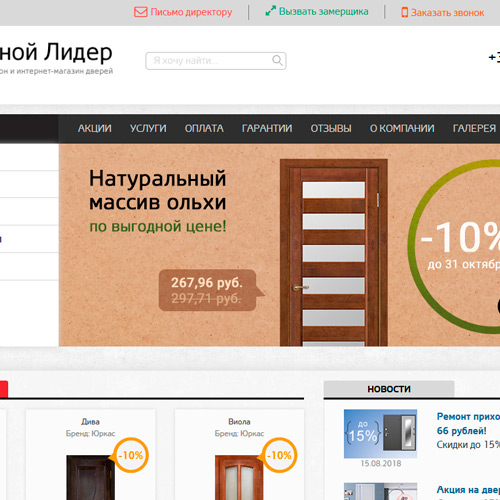 Письмо директору
Вызвать замерщика
Заказать звонок
ной Лидер
он и интернет-магазин дверей
Я хочу найти...
АКЦИИ УСЛУГИ ОПЛАТА ГАРАНТИИ ОТЗЫВЫ О КОМПАНИИ ГАЛЕРЕЯ
Натуральный
массив ольхи
по выгодной цене!
-10%
до 31 октябр
267,96 руб.
297,71 руб.
НОВОСТИ
Дива
Бренд: Юркас
-10%
Виола
Бренд: Юркас
-10%
до
15%
15.08.2018
Ремонт прихо
66 рублей!
Скидки до 15%
Акция на две